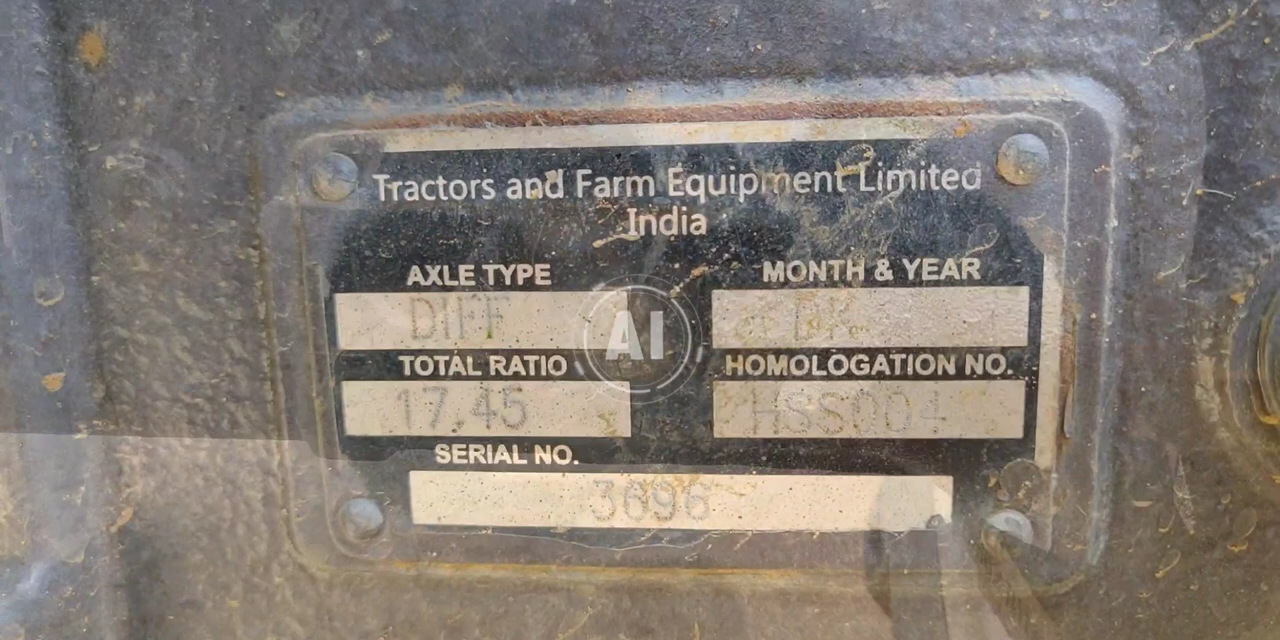 Tractors and Farm Equipment Limited
India
AXLE TYPE
MONTH & YEAR
DIFF
AI
TOTAL RATIO
HOMOLOGATION NO.
17.45
HSS004
SERIAL NO.
3696